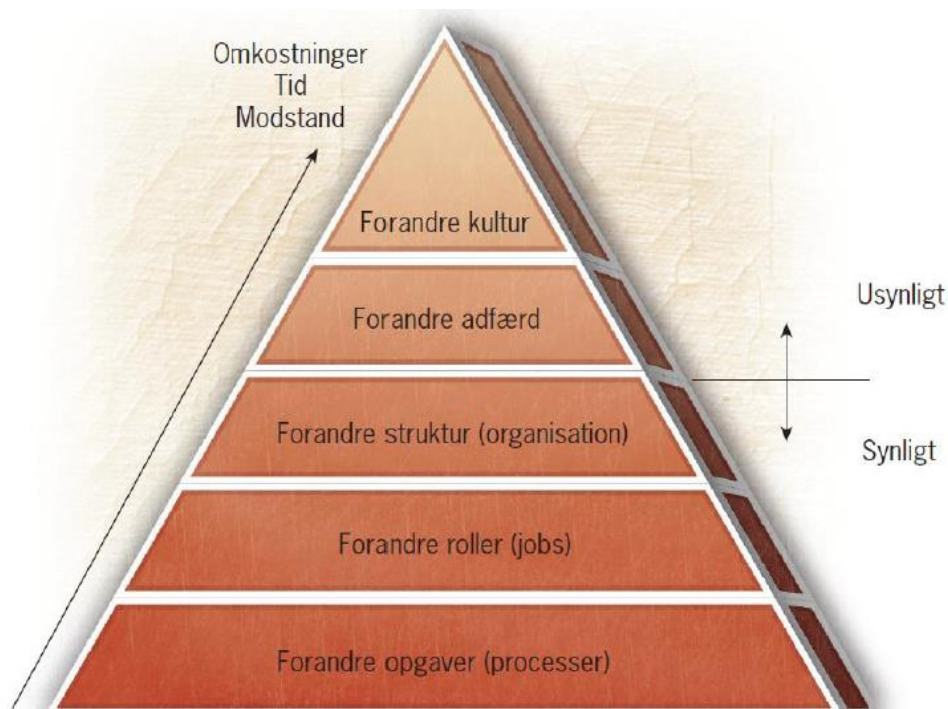 Omkostninger
Tid
Modstand
Forandre kultur
Forandre adfærd
Usynligt
Forandre struktur (organisation)
Synligt
Forandre roller (jobs)
Forandre opgaver (processer)